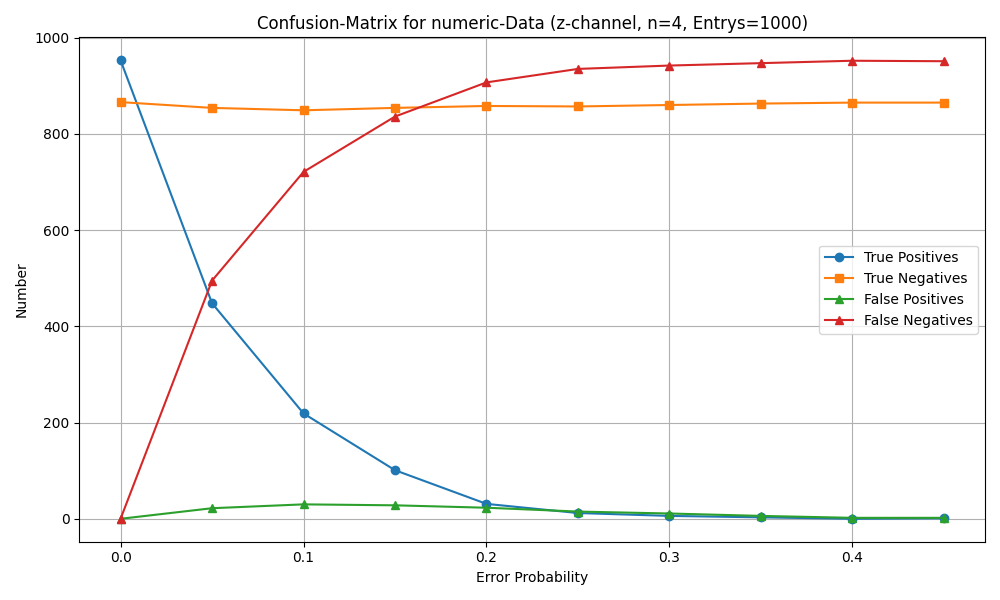 Confusion-Matrix for numeric-Data (z-channel, n=4, Entrys=1000)
1000
800
600
400
200
0
Number
True Positives
True Negatives
False Positives
False Negatives
0.0 0.1 0.2 0.3 0.4
Error Probability